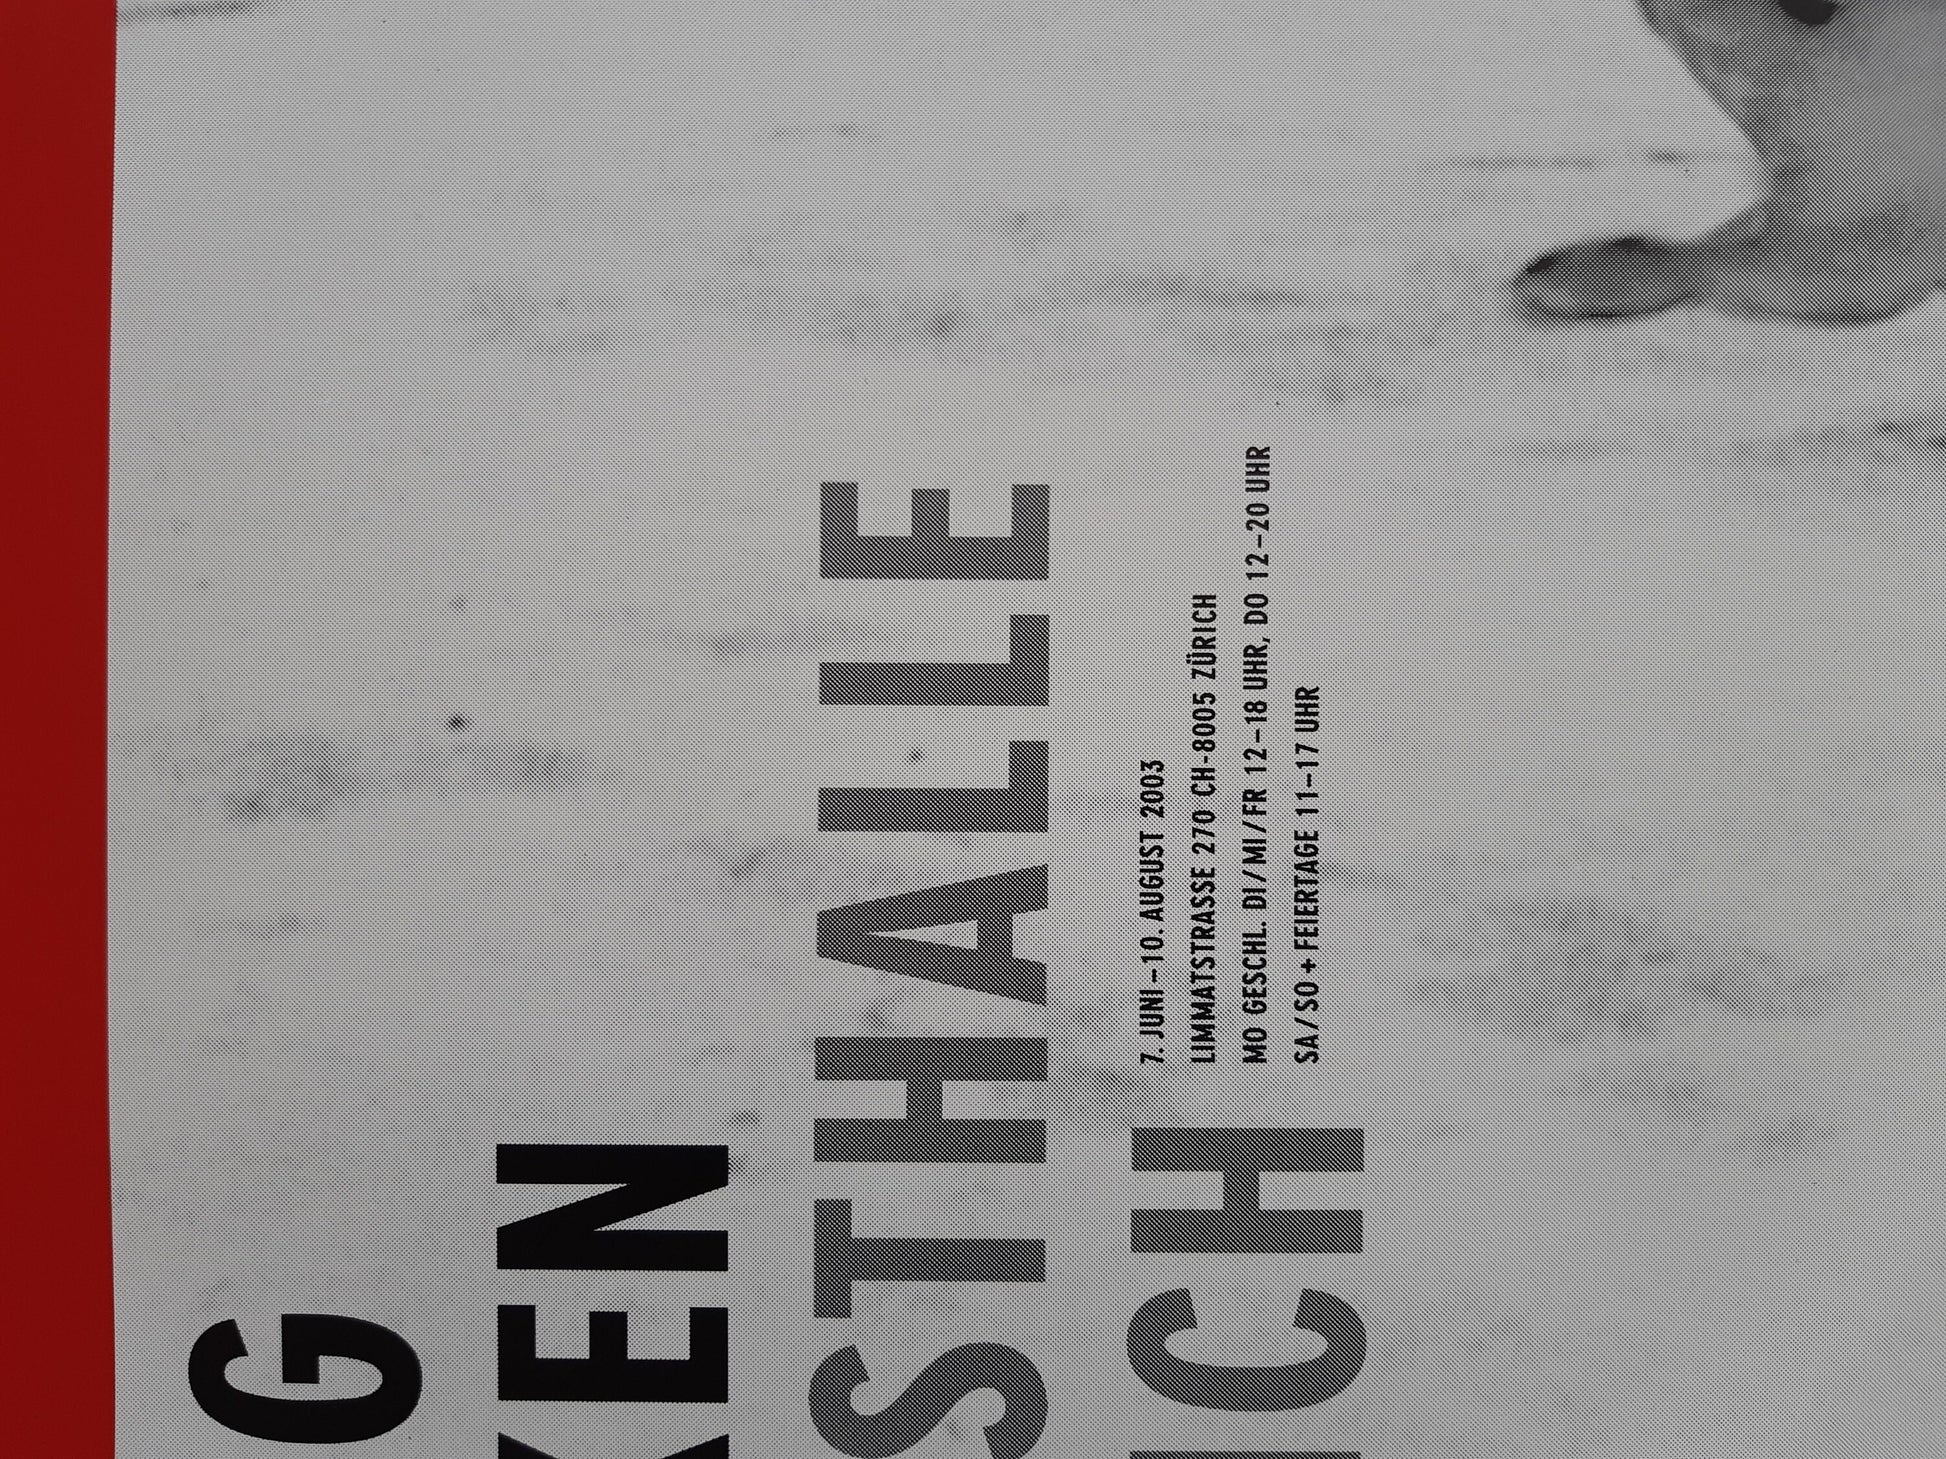 G
KEN
STHALLE
ICH
7. JUNI–10. AUGUST 2003
LIMMATSTRASSE 270 CH-8005 ZÜRICH
MO GESCHL. DI/MI/FR 12–18 UHR, DO 12–20 UHR
SA/SO + FEIERTAGE 11–17 UHR